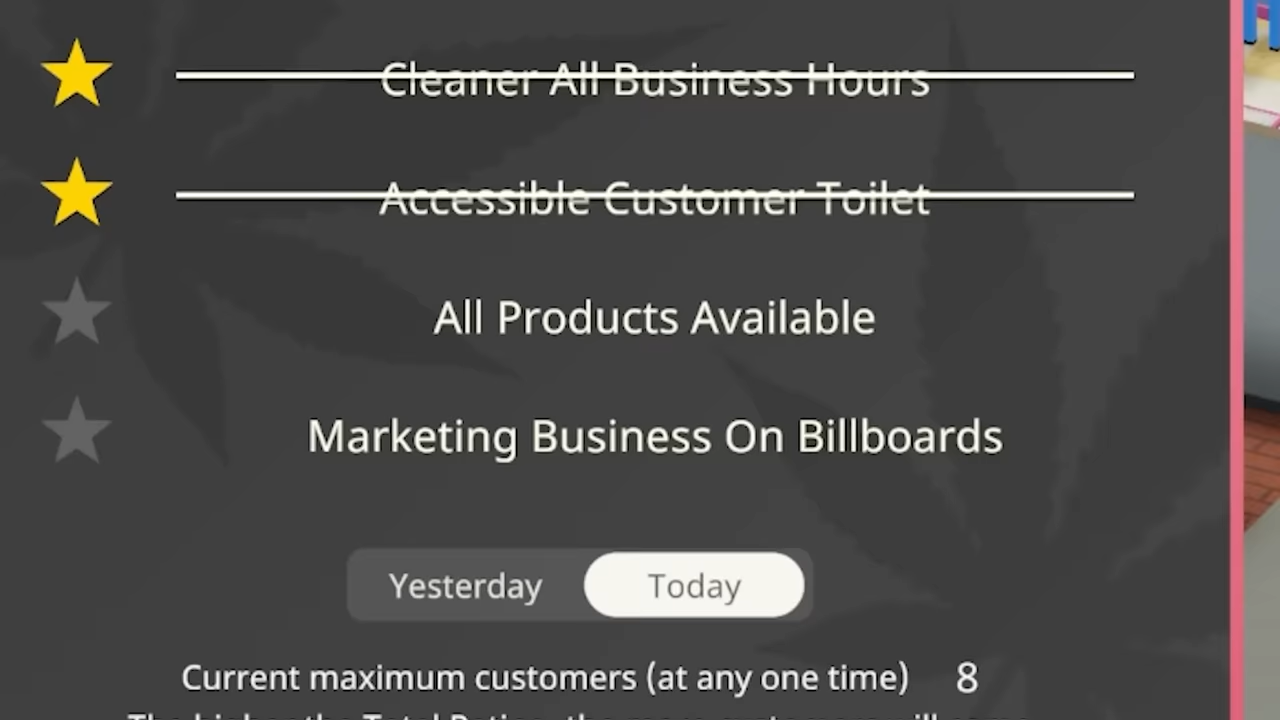 Cleaner All Business Hours
Accessible Customer Toilet
All Products Available
Marketing Business On Billboards
Yesterday
Today
Current maximum customers (at any one time) 8